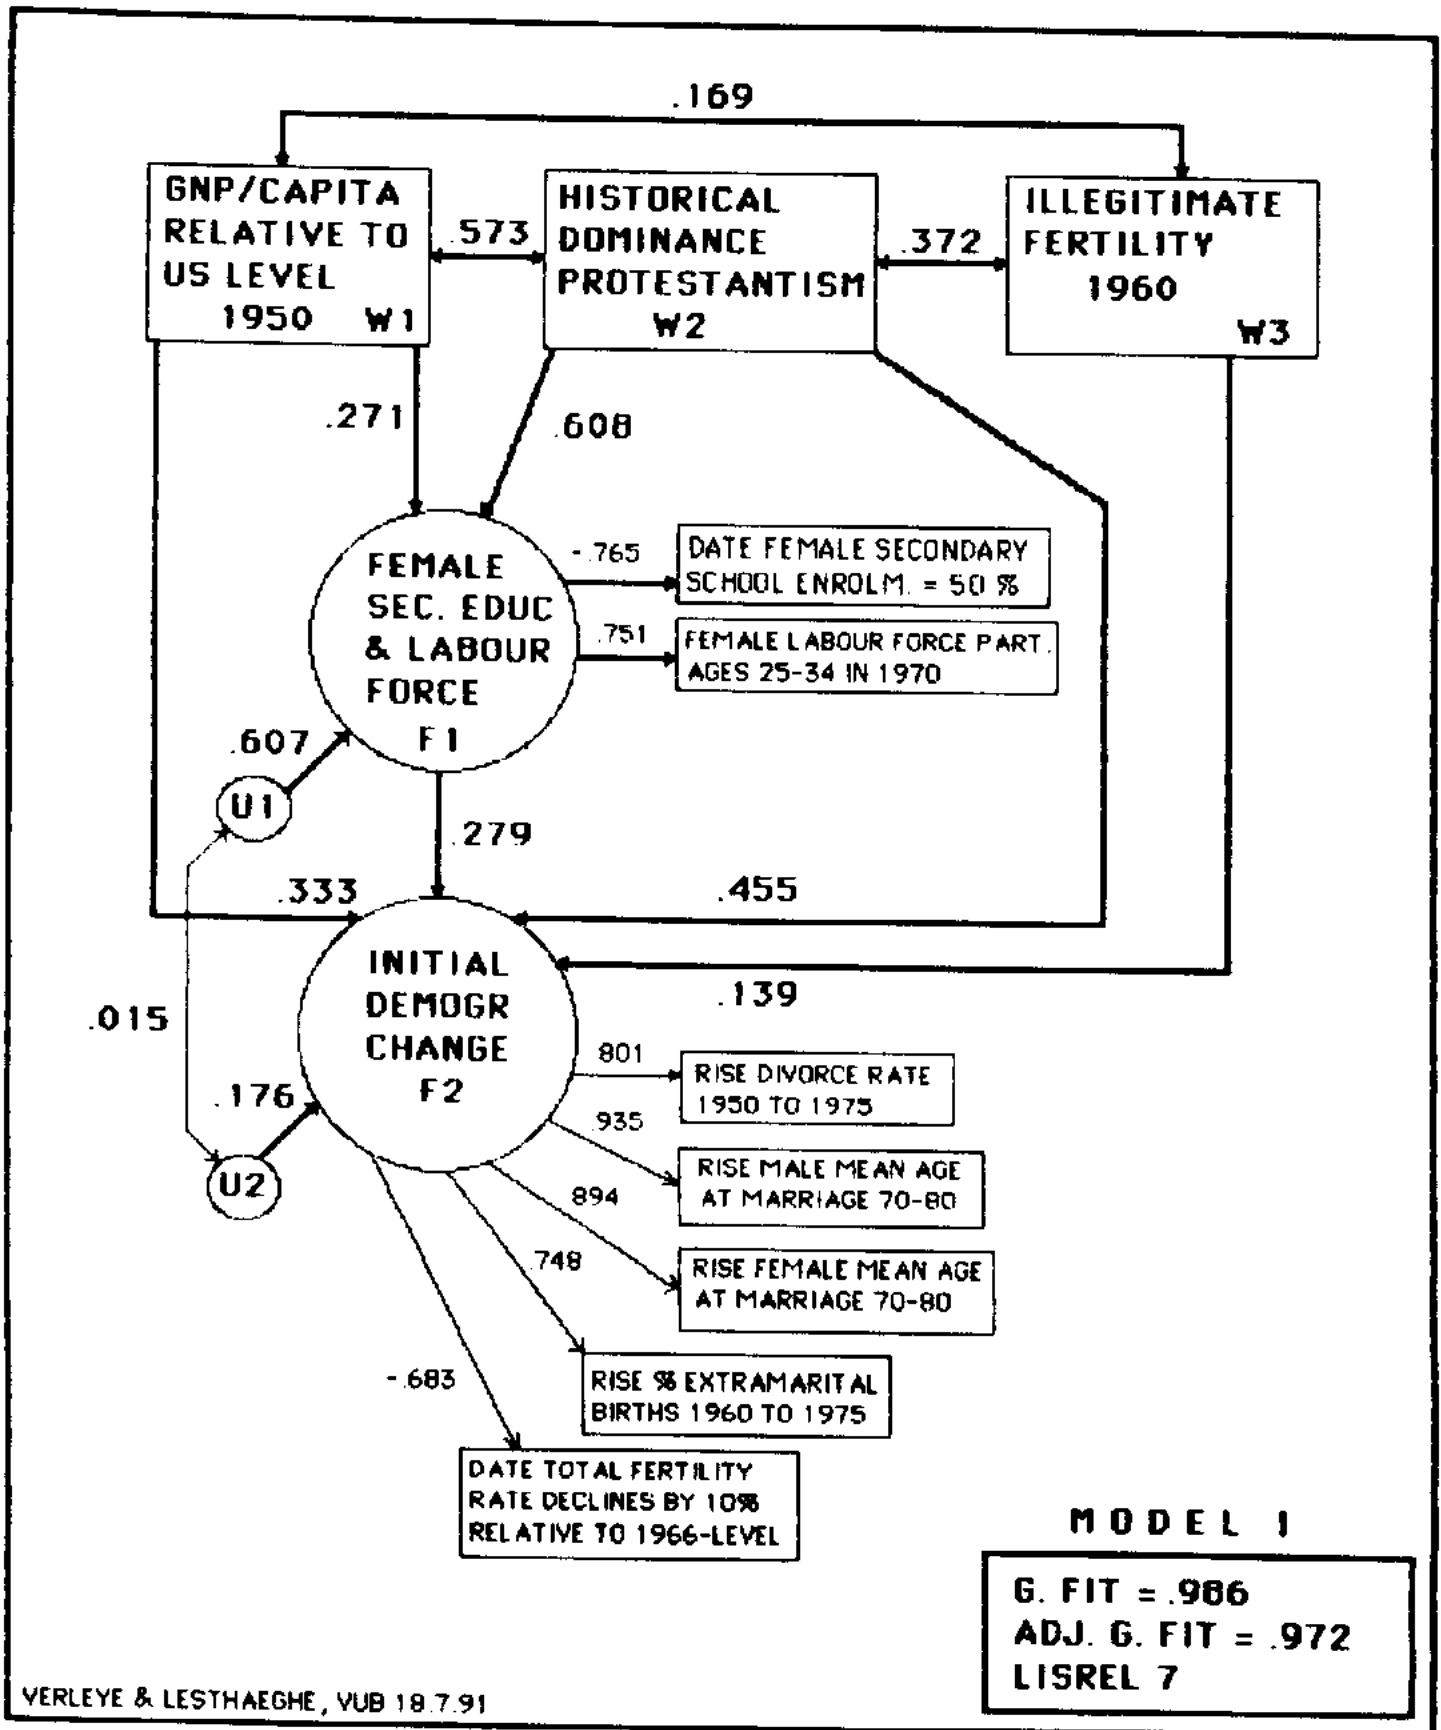 .169
GNP/CAPITA
RELATIVE TO
US LEVEL
1950 W1
.573
HISTORICAL
DOMINANCE
PROTESTANTISM
W2
.372
ILLEGITIMATE
FERTILITY
1960
W3
.271
.608
FEMALE
SEC. EDUC
& LABOUR
FORCE
F1
-.765
DATE FEMALE SECONDARY
SCHOOL ENROLM. = 50 %
.751
FEMALE LABOUR FORCE PART.
AGES 25-34 IN 1970
.607
U1
.279
.333
.455
.139
INITIAL
DEMOGR
CHANGE
F2
.015
.176
U2
801
RISE DIVORCE RATE
1950 TO 1975
.935
RISE MALE MEAN AGE
AT MARRIAGE 70-80
894
RISE FEMALE MEAN AGE
AT MARRIAGE 70-80
.748
RISE % EXTRAMARITAL
BIRTHS 1960 TO 1975
-.683
DATE TOTAL FERTILITY
RATE DECLINES BY 10%
RELATIVE TO 1966-LEVEL
MODEL I
G. FIT = .986
ADJ. G. FIT = .972
LISREL 7
VERLEYE & LESTHAEGHE, VUB 18.7.91